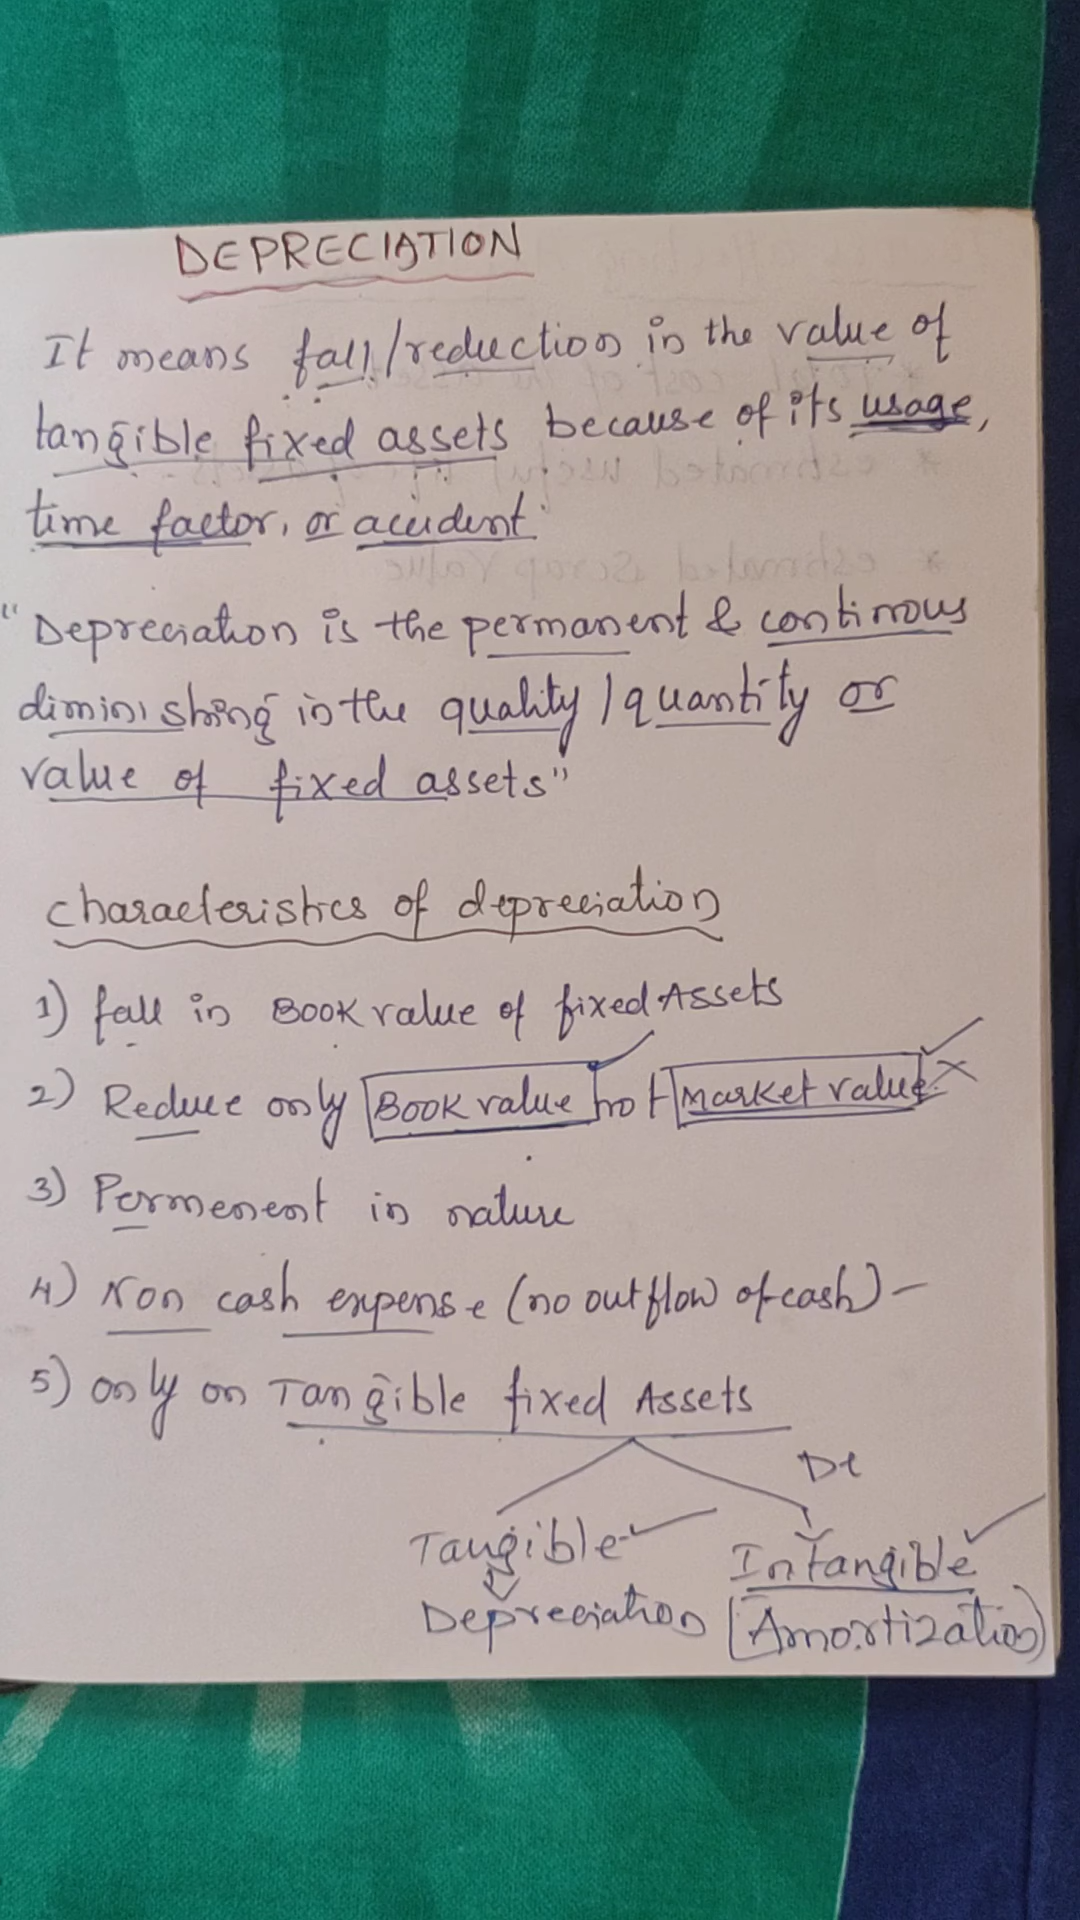 DEPRECIATION
It means fall/reduction in the value of
tangible fixed assets because of its usage,
time factor, or accident
"Depreciation is the permanent & continous
diminishing in the quality / quantity or
value of fixed assets"
characteristics of depreciation
1) fall in Book value of fixed Assets
2) Reduce only Book value not Market value x
3) Permenent in nature
4) Non cash expense (no out flow of cash) -
5) only on Tangible fixed Assets
De
Tangible Intangible
Depreciation Amortization